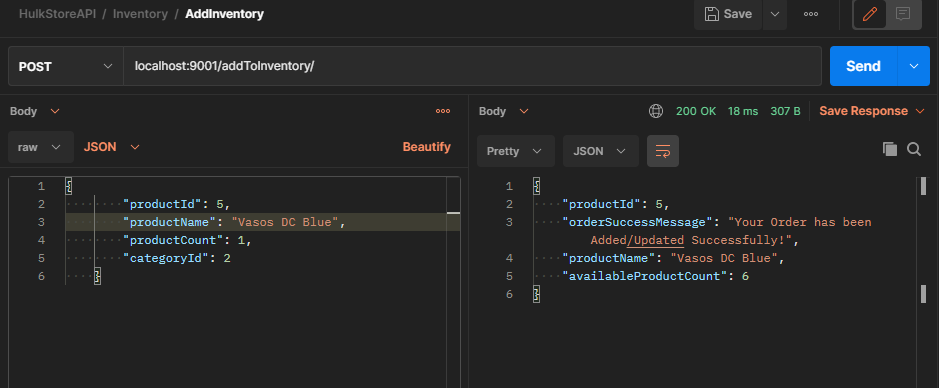 HulkStoreAPI / Inventory / AddInventory
Save
POST
localhost:9001/addToInventory/
Send
Body
raw
JSON
Beautify
1 {
2 "productId": 5,
3 "productName": "Vasos DC Blue",
4 "productCount": 1,
5 "categoryId": 2
6 }
Body
200 OK 18 ms 307 B Save Response
Pretty
JSON
1 {
2 "productId": 5,
3 "orderSuccessMessage": "Your Order has been
Added/Updated Successfully!",
4 "productName": "Vasos DC Blue",
5 "availableProductCount": 6
6 }